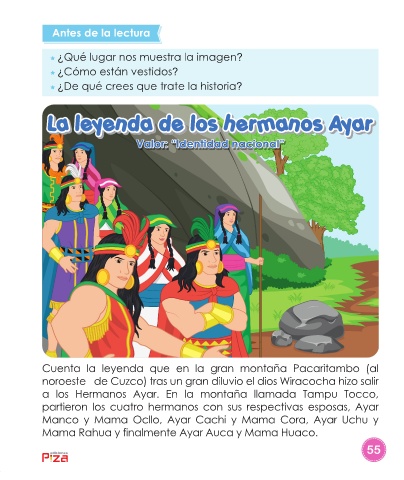 Antes de la lectura
¿Qué lugar nos muestra la imagen?
¿Cómo están vestidos?
¿De qué crees que trate la historia?
La leyenda de los hermanos Ayar
Valor: "Identidad nacional"
Cuenta la leyenda que en la gran montaña Pacaritambo (al
noroeste de Cuzco) tras un gran diluvio el dios Wiracocha hizo salir
a los Hermanos Ayar. En la montaña llamada Tampu Tocco,
partieron los cuatro hermanos con sus respectivas esposas, Ayar
Manco y Mama Ocllo, Ayar Cachi y Mama Cora, Ayar Uchu y
Mama Rahua y finalmente Ayar Auca y Mama Huaco.
55
P'zA